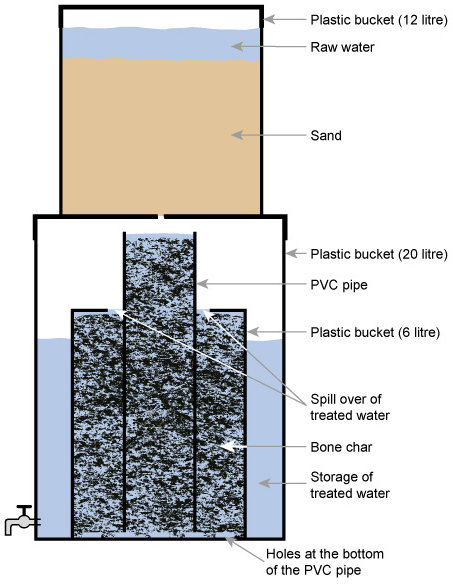 Plastic bucket (12 litre)
Raw water
Sand
Plastic bucket (20 litre)
PVC pipe
Plastic bucket (6 litre)
Spill over of
treated water
Bone char
Storage of
treated water
Holes at the bottom
of the PVC pipe